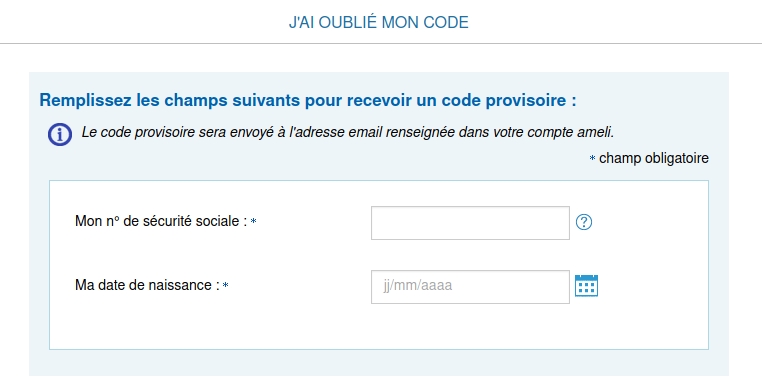 J'AI OUBLIÉ MON CODE
Remplissez les champs suivants pour recevoir un code provisoire :
Le code provisoire sera envoyé à l'adresse email renseignée dans votre compte ameli.
* champ obligatoire
Mon n° de sécurité sociale : *
Ma date de naissance : *
jj/mm/aaaa